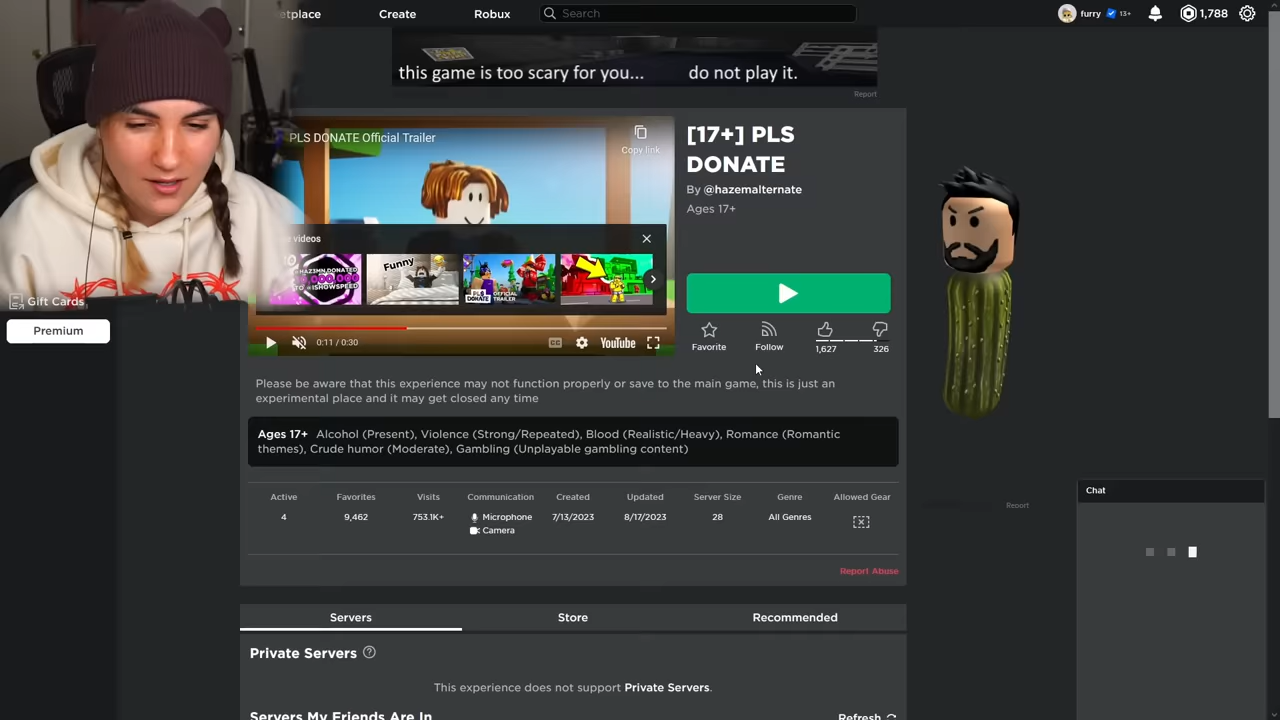 Create
Robux
Search
furry
13+
1,788
this game is too scary for you...
do not play it.
Report
PLS DONATE Official Trailer
Copy link
videos
Funny
0:11 / 0:30
CC
YouTube
[17+] PLS
DONATE
By @hazemalternate
Ages 17+
Favorite
Follow
1,627
326
Gift Cards
Premium
Please be aware that this experience may not function properly or save to the main game, this is just an
experimental place and it may get closed any time
Ages 17+ Alcohol (Present), Violence (Strong/Repeated), Blood (Realistic/Heavy), Romance (Romantic
themes), Crude humor (Moderate), Gambling (Unplayable gambling content)
Active Favorites Visits Communication Created Updated Server Size Genre Allowed Gear
4 9,462 753.1K+ Microphone 7/13/2023 8/17/2023 28 All Genres
Camera
Report Abuse
Report
Chat
Servers Store Recommended
Private Servers
This experience does not support Private Servers.
Servers My Friends Are In
Refresh